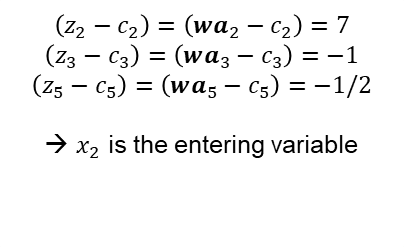 (z₂ − c₂) = (wa₂ − c₂) = 7
(z₃ − c₃) = (wa₃ − c₃) = −1
(z₅ − c₅) = (wa₅ − c₅) = −1/2
→ x₂ is the entering variable